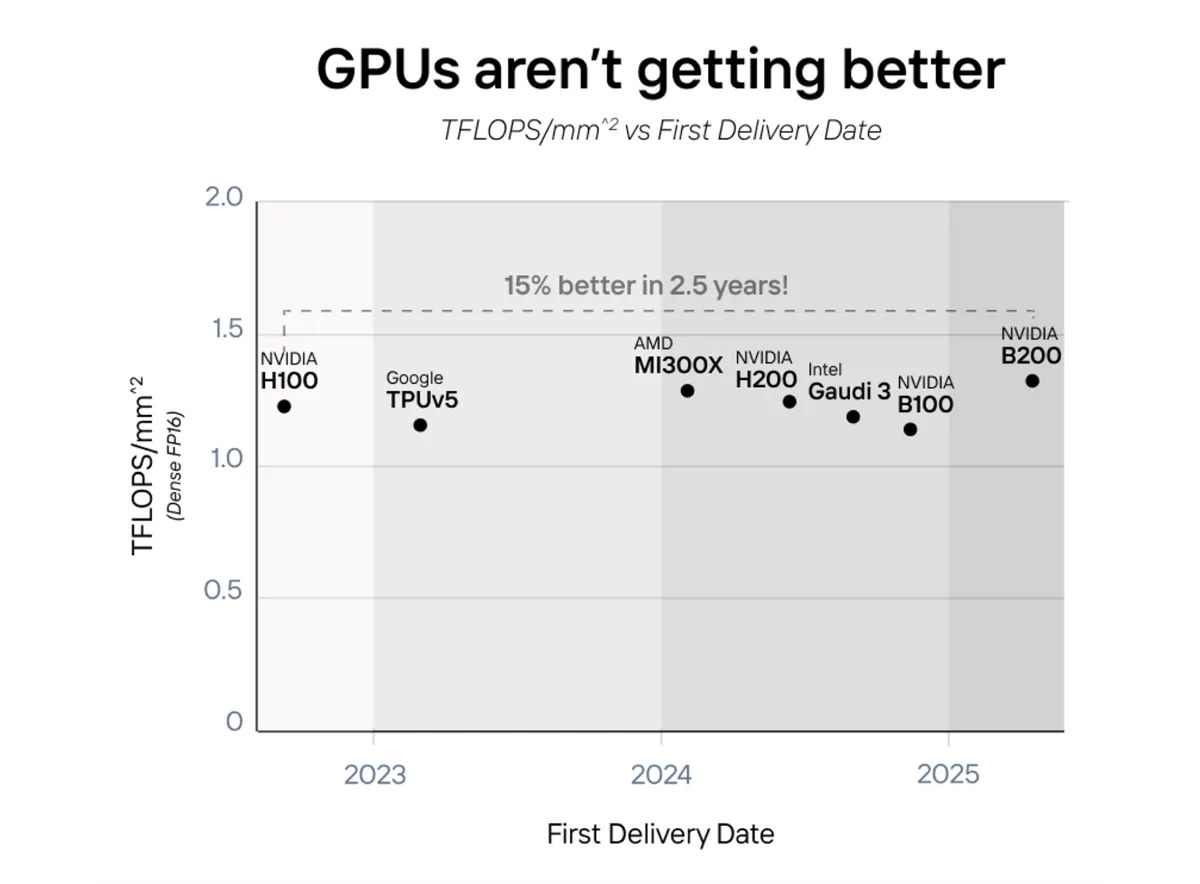 GPUs aren't getting better
TFLOPS/mm^2 vs First Delivery Date
2.0
15% better in 2.5 years!
1.5
NVIDIA
H100
Google
TPUv5
AMD
MI300X
NVIDIA
H200
Intel
Gaudi 3
NVIDIA
B100
NVIDIA
B200
TFLOPS/mm^2
(Dense FP16)
1.0
0.5
0
2023
2024
2025
First Delivery Date